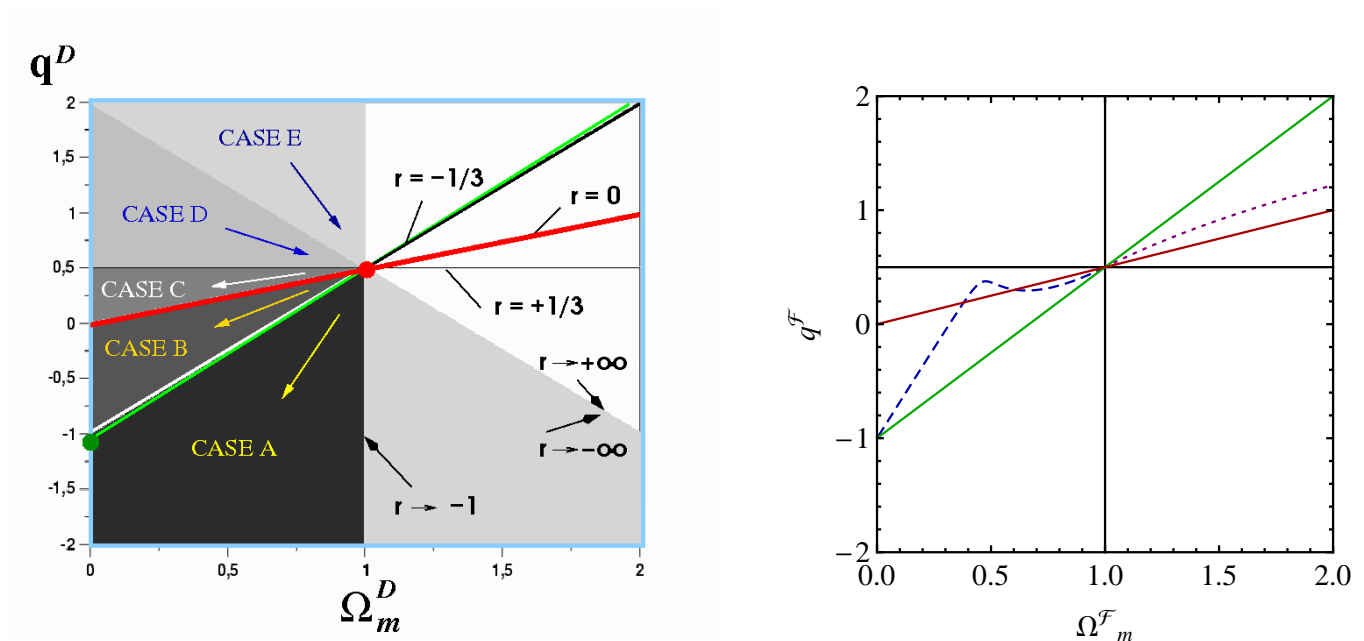 q^D
2
1,5
1
0,5
0
-0,5
-1
-1,5
-2
CASE E
CASE D
CASE C
CASE B
CASE A
r = −1/3
r = 0
r = +1/3
r → +∞
r → −∞
r → −1
0
0,5
1
1,5
2
Ω_m^D
2
1
0
−1
−2
q^ℱ
0.0
0.5
1.0
1.5
2.0
Ω^ℱ_m